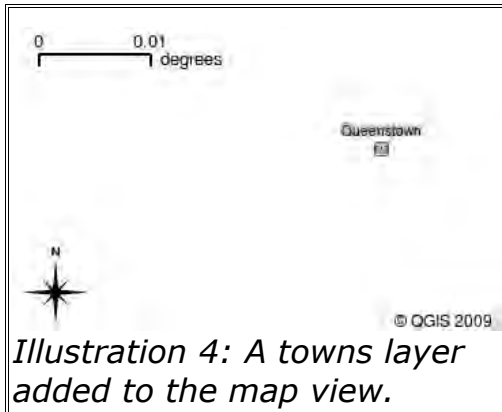 0 0.01
degrees
Queenstown
N
© QGIS 2009
Illustration 4: A towns layer
added to the map view.